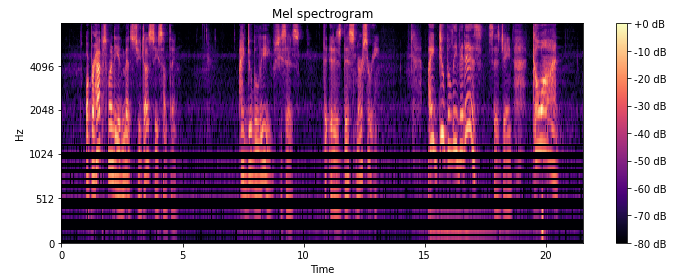 Mel spectrogram
Hz
4096
2048
1024
512
0
0
5
10
15
20
Time
+0 dB
-10 dB
-20 dB
-30 dB
-40 dB
-50 dB
-60 dB
-70 dB
-80 dB